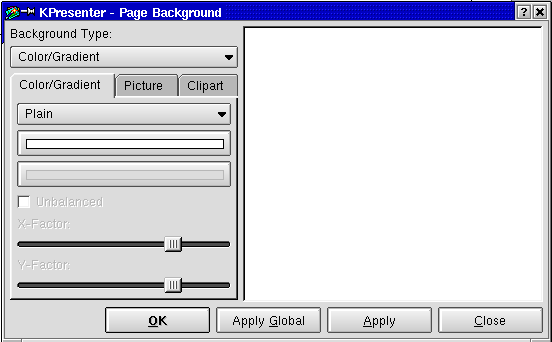 KPresenter - Page Background
Background Type:
Color/Gradient
Color/Gradient Picture Clipart
Plain
Unbalanced
X-Factor:
Y-Factor:
OK Apply Global Apply Close